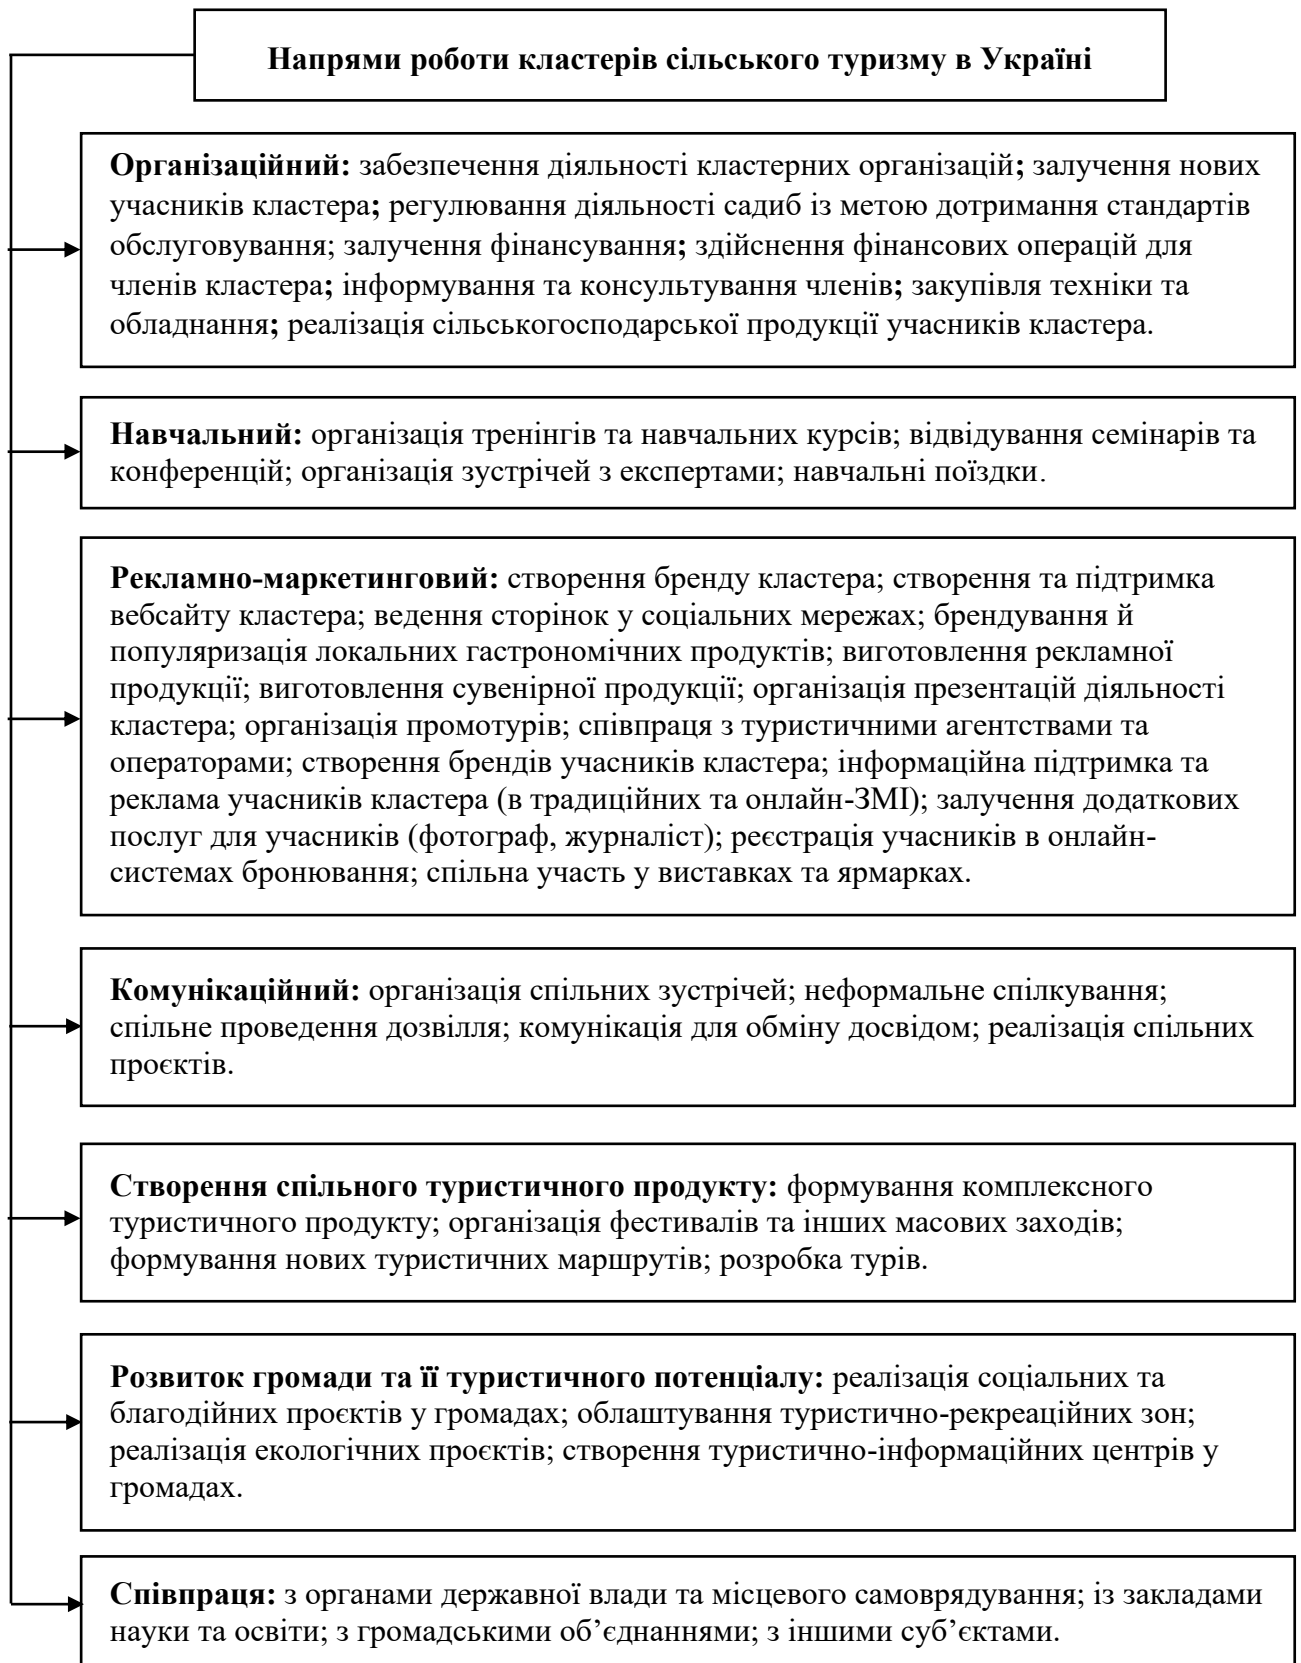 Напрями роботи кластерів сільського туризму в Україні
Організаційний: забезпечення діяльності кластерних організацій; залучення нових
учасників кластера; регулювання діяльності садиб із метою дотримання стандартів
обслуговування; залучення фінансування; здійснення фінансових операцій для
членів кластера; інформування та консультування членів; закупівля техніки та
обладнання; реалізація сільськогосподарської продукції учасників кластера.
Навчальний: організація тренінгів та навчальних курсів; відвідування семінарів та
конференцій; організація зустрічей з експертами; навчальні поїздки.
Рекламно-маркетинговий: створення бренду кластера; створення та підтримка
вебсайту кластера; ведення сторінок у соціальних мережах; брендування й
популяризація локальних гастрономічних продуктів; виготовлення рекламної
продукції; виготовлення сувенірної продукції; організація презентацій діяльності
кластера; організація промотурів; співпраця з туристичними агентствами та
операторами; створення брендів учасників кластера; інформаційна підтримка та
реклама учасників кластера (в традиційних та онлайн-ЗМІ); залучення додаткових
послуг для учасників (фотограф, журналіст); реєстрація учасників в онлайн-
системах бронювання; спільна участь у виставках та ярмарках.
Комунікаційний: організація спільних зустрічей; неформальне спілкування;
спільне проведення дозвілля; комунікація для обміну досвідом; реалізація спільних
проєктів.
Створення спільного туристичного продукту: формування комплексного
туристичного продукту; організація фестивалів та інших масових заходів;
формування нових туристичних маршрутів; розробка турів.
Розвиток громади та її туристичного потенціалу: реалізація соціальних та
благодійних проєктів у громадах; облаштування туристично-рекреаційних зон;
реалізація екологічних проєктів; створення туристично-інформаційних центрів у
громадах.
Співпраця: з органами державної влади та місцевого самоврядування; із закладами
науки та освіти; з громадськими об’єднаннями; з іншими суб’єктами.